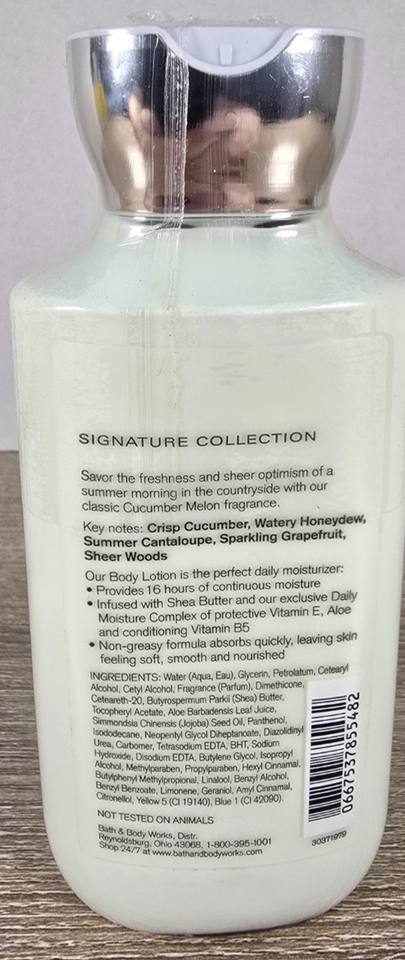 SIGNATURE COLLECTION
Savor the freshness and sheer optimism of a
summer morning in the countryside with our
classic Cucumber Melon fragrance.
Key notes: Crisp Cucumber, Watery Honeydew,
Summer Cantaloupe, Sparkling Grapefruit,
Sheer Woods
Our Body Lotion is the perfect daily moisturizer:
• Provides 16 hours of continuous moisture
• Infused with Shea Butter and our exclusive Daily
Moisture Complex of protective Vitamin E, Aloe
and conditioning Vitamin B5
• Non-greasy formula absorbs quickly, leaving skin
feeling soft, smooth and nourished
INGREDIENTS: Water (Aqua, Eau), Glycerin, Petrolatum, Cetearyl
Alcohol, Cetyl Alcohol, Fragrance (Parfum), Dimethicone,
Ceteareth-20, Butyrospermum Parkii (Shea) Butter,
Tocopheryl Acetate, Aloe Barbadensis Leaf Juice,
Simmondsia Chinensis (Jojoba) Seed Oil, Panthenol,
Isododecane, Neopentyl Glycol Diheptanoate, Diazolidinyl
Urea, Carbomer, Tetrasodium EDTA, BHT, Sodium
Hydroxide, Disodium EDTA, Butylene Glycol, Isopropyl
Alcohol, Methylparaben, Propylparaben, Hexyl Cinnamal,
Butylphenyl Methylpropional, Linalool, Benzyl Alcohol,
Benzyl Benzoate, Limonene, Geraniol, Amyl Cinnamal,
Citronellol, Yellow 5 (CI 19140), Blue 1 (CI 42090).
NOT TESTED ON ANIMALS
Bath & Body Works, Distr.
Reynoldsburg, Ohio 43068, 1-800-395-1001
Shop 24/7 at www.bathandbodyworks.com
30371979
0667537855482